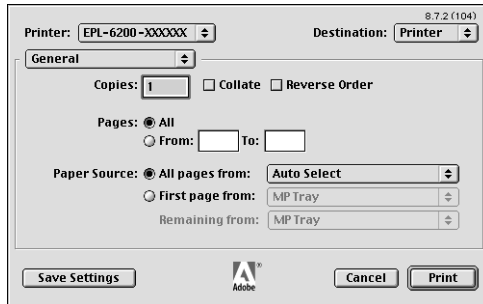 8.7.2 (104)
Printer: EPL-6200-XXXXXX Destination: Printer
General
Copies: 1 Collate Reverse Order
Pages: All
From: To:
Paper Source: All pages from: Auto Select
First page from: MP Tray
Remaining from: MP Tray
Save Settings Adobe ® Cancel Print